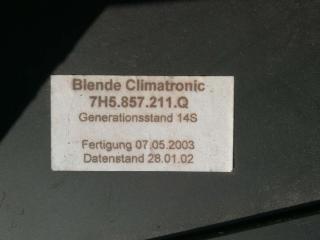 Blende Climatronic
7H5.857.211.Q
Generationsstand 14S
Fertigung 07.05.2003
Datenstand 28.01.02